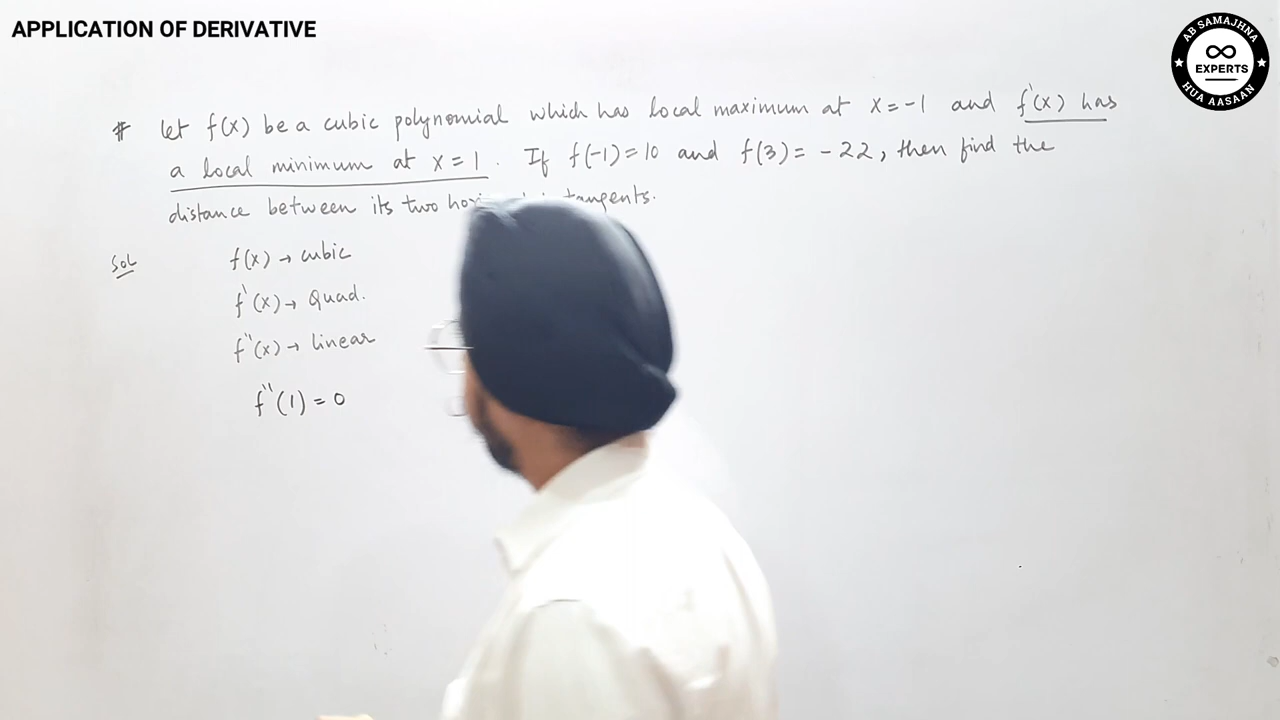 APPLICATION OF DERIVATIVE
AB SAMAJHNA
∞
EXPERTS
HUA AASAAN
# Let f(x) be a cubic polynomial which has local maximum at x=-1 and f'(x) has
a local minimum at x=1. If f(-1)=10 and f(3)=-22, then find the
distance between its two tangents.
Sol
f(x) → cubic
f'(x) → Quad.
f''(x) → linear
f''(1) = 0